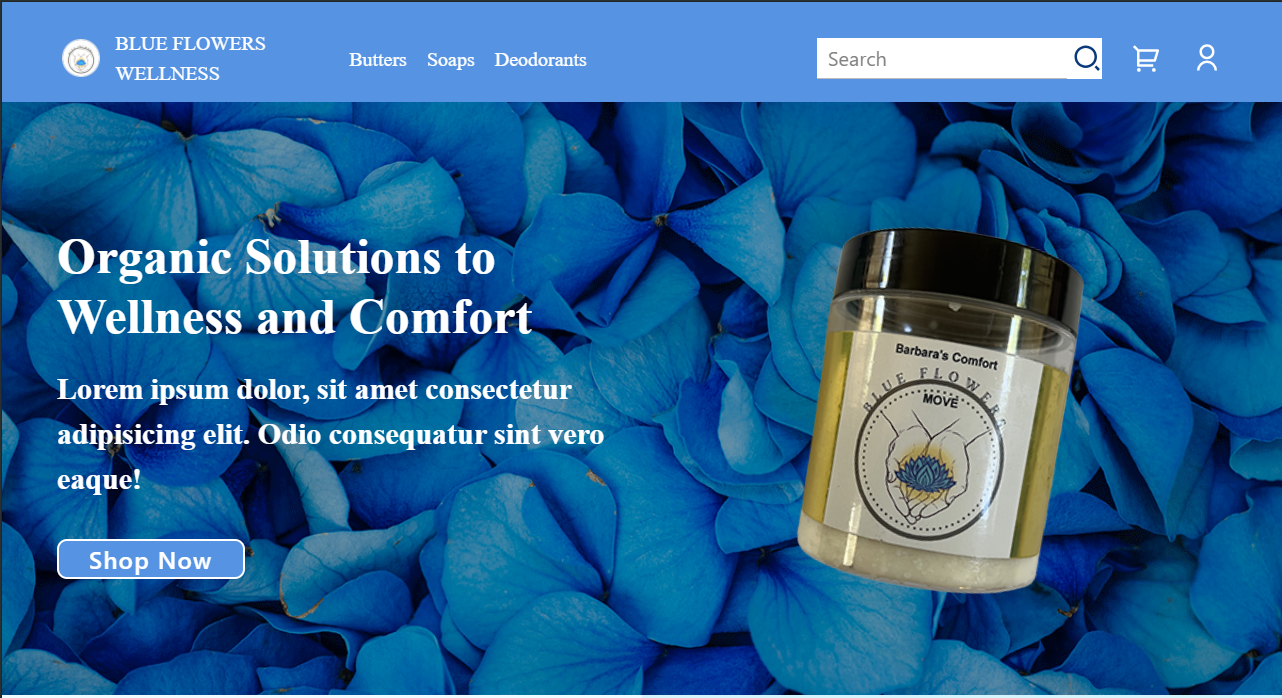 BLUE FLOWERS
WELLNESS
Butters Soaps Deodorants
Search
Organic Solutions to
Wellness and Comfort
Lorem ipsum dolor, sit amet consectetur
adipisicing elit. Odio consequatur sint vero
eaque!
Shop Now
Barbara's Comfort
BLUE FLOWERS
MOVE